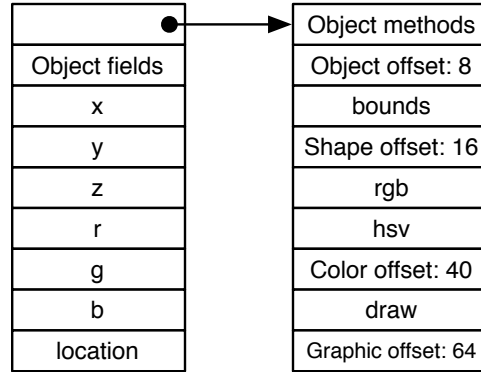 Object methods
Object fields
Object offset: 8
x
bounds
y
Shape offset: 16
z
rgb
r
hsv
g
Color offset: 40
b
draw
location
Graphic offset: 64